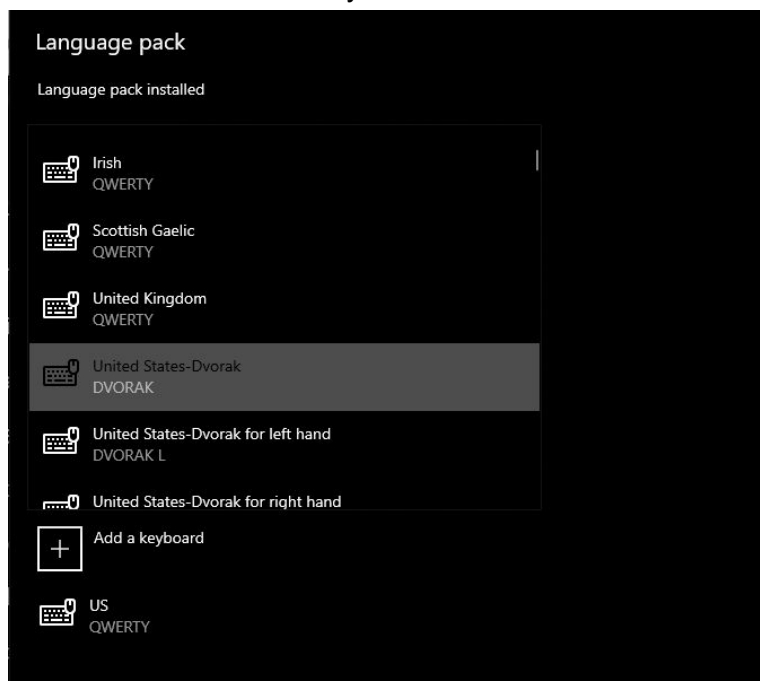 Language pack
Language pack installed
Irish
QWERTY
Scottish Gaelic
QWERTY
United Kingdom
QWERTY
United States-Dvorak
DVORAK
United States-Dvorak for left hand
DVORAK L
United States-Dvorak for right hand
Add a keyboard
US
QWERTY